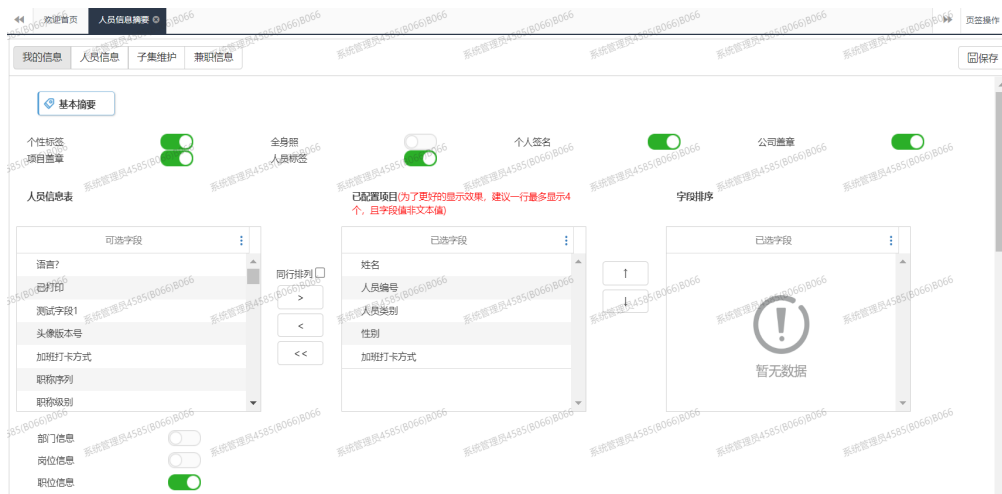 欢迎首页
人员信息摘要
页签操作
我的信息
人员信息
子集维护
兼职信息
保存
基本摘要
个性标签
全身照
个人签名
公司盖章
项目盖章
人员标签
人员信息表
已配置项目(为了更好的显示效果，建议一行最多显示4
个，且字段值非文本值)
字段排序
可选字段
已选字段
已选字段
语言?
已打印
测试字段1
头像版本号
加班打卡方式
职称序列
职称级别
同行排列
>
<
<<
姓名
人员编号
人员类别
性别
加班打卡方式
↑
↓
暂无数据
部门信息
岗位信息
职位信息
系统管理员4585(B066)B066